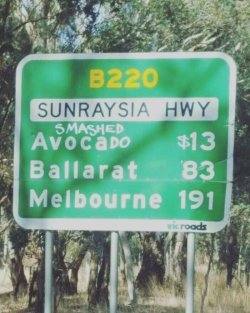 B220
SUNRAYSIA HWY
SMASHED
Avocado $13
Ballarat 83
Melbourne 191
vicroads